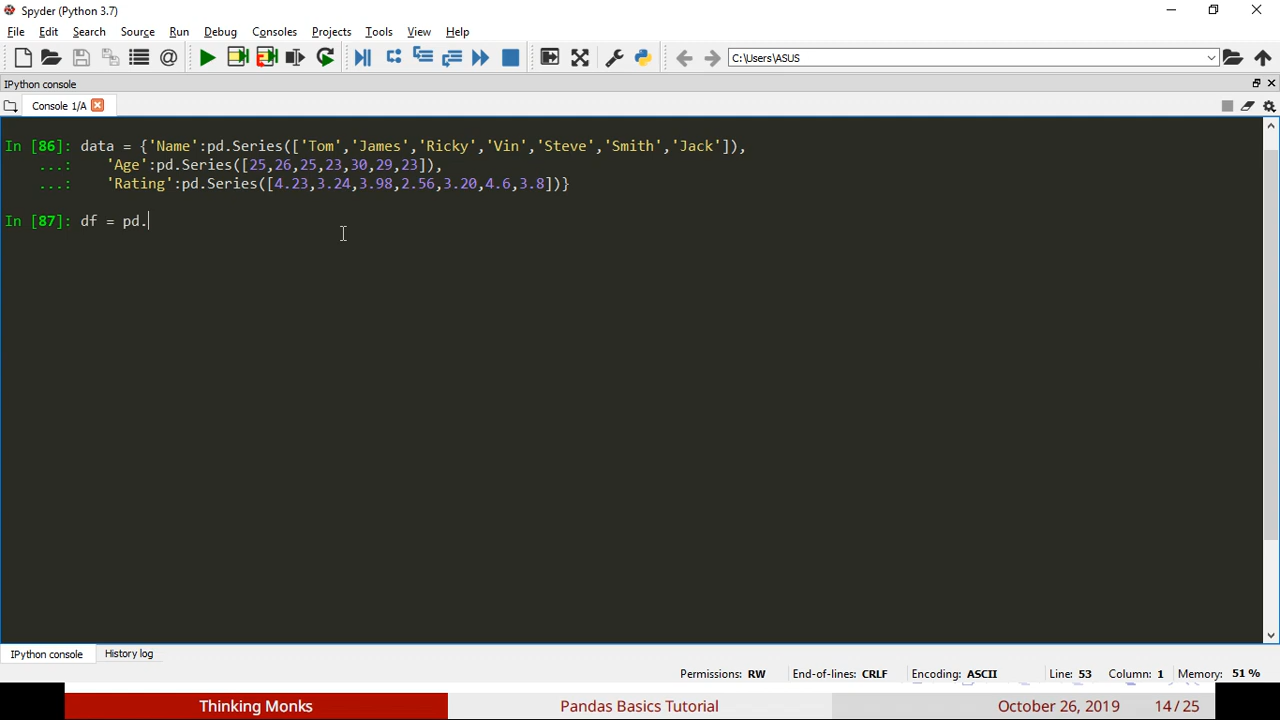 Spyder (Python 3.7)
File Edit Search Source Run Debug Consoles Projects Tools View Help
C:\Users\ASUS
IPython console
Console 1/A
In [86]: data = {'Name':pd.Series(['Tom','James','Ricky','Vin','Steve','Smith','Jack']),
...: 'Age':pd.Series([25,26,25,23,30,29,23]),
...: 'Rating':pd.Series([4.23,3.24,3.98,2.56,3.20,4.6,3.8])}
In [87]: df = pd.
IPython console History log
Permissions: RW End-of-lines: CRLF Encoding: ASCII Line: 53 Column: 1 Memory: 51 %
Thinking Monks Pandas Basics Tutorial October 26, 2019 14 / 25